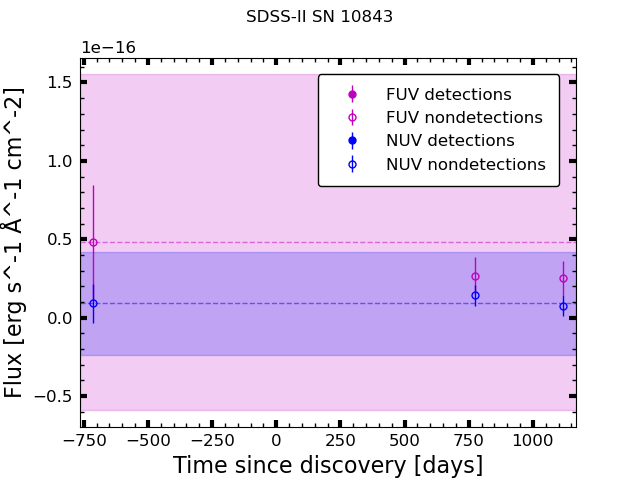 SDSS-II SN 10843
1e−16
1.5
1.0
0.5
0.0
−0.5
FUV detections
FUV nondetections
NUV detections
NUV nondetections
Flux [erg s^-1 Å^-1 cm^-2]
−750 −500 −250 0 250 500 750 1000
Time since discovery [days]